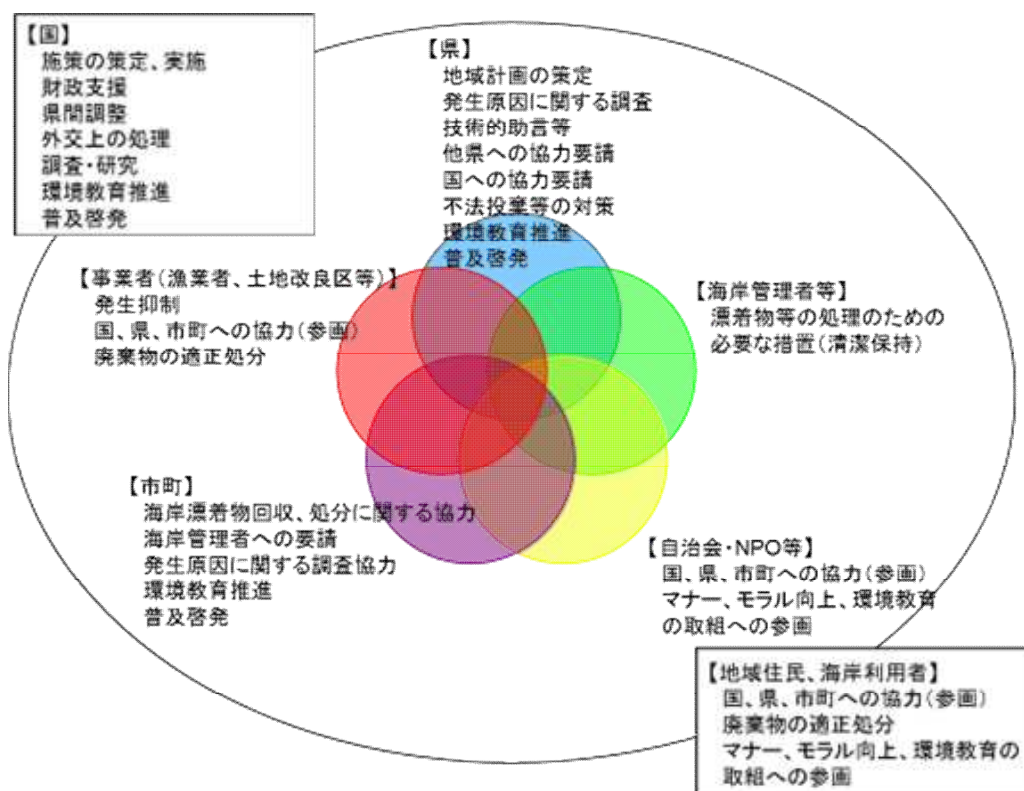 【国】
施策の策定、実施
財政支援
県間調整
外交上の処理
調査・研究
環境教育推進
普及啓発
【県】
地域計画の策定
発生原因に関する調査
技術的助言等
他県への協力要請
国への協力要請
不法投棄等の対策
環境教育推進
普及啓発
【事業者(漁業者、土地改良区等)】
発生抑制
国、県、市町への協力(参画)
廃棄物の適正処分
【海岸管理者等】
漂着物等の処理のための
必要な措置(清潔保持)
【市町】
海岸漂着物回収、処分に関する協力
海岸管理者への要請
発生原因に関する調査協力
環境教育推進
普及啓発
【自治会・NPO等】
国、県、市町への協力(参画)
マナー、モラル向上、環境教育
の取組への参画
【地域住民、海岸利用者】
国、県、市町への協力(参画)
廃棄物の適正処分
マナー、モラル向上、環境教育の
取組への参画